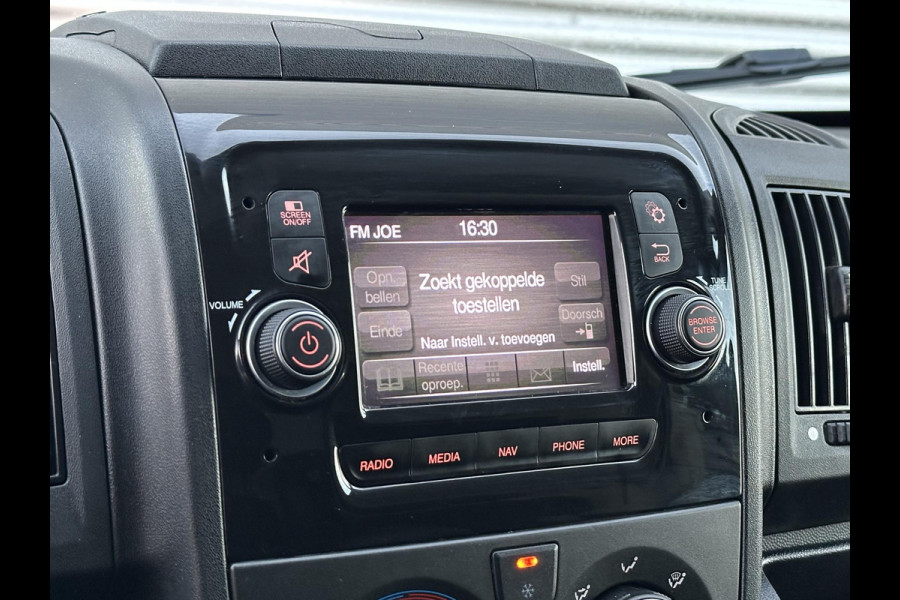 SCREEN
ON/OFF
BACK
VOLUME
TUNE
SCROLL
BROWSE
ENTER
FM JOE 16:30
Opn.
bellen
Zoekt gekoppelde
toestellen
Stil
Einde
Doorsch
Naar Instell. v. toevoegen
Recente
oproep.
Instell.
RADIO MEDIA NAV PHONE MORE